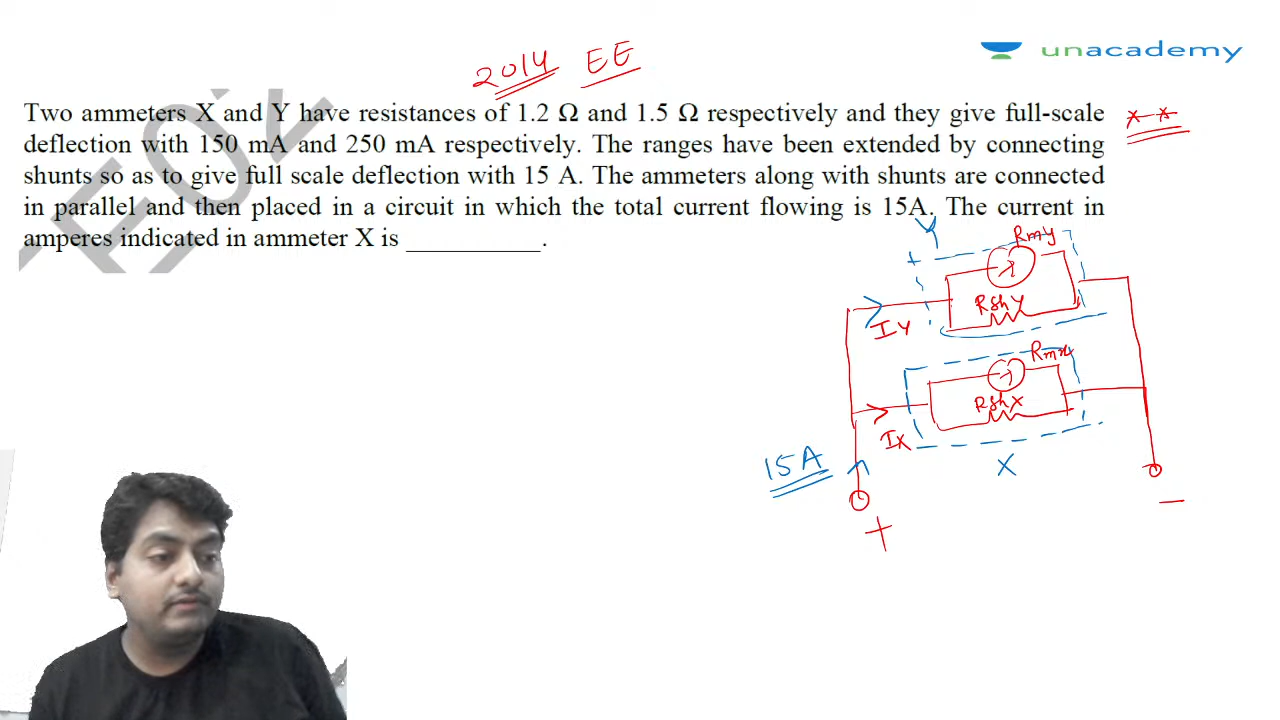 2014 EE
unacademy
Two ammeters X and Y have resistances of 1.2 Ω and 1.5 Ω respectively and they give full-scale
deflection with 150 mA and 250 mA respectively. The ranges have been extended by connecting
shunts so as to give full scale deflection with 15 A. The ammeters along with shunts are connected
in parallel and then placed in a circuit in which the total current flowing is 15A. The current in
amperes indicated in ammeter X is ___________.
Y
Rmy
+
RshY
IY
Rmx
RshX
IX
15A
X
+
−